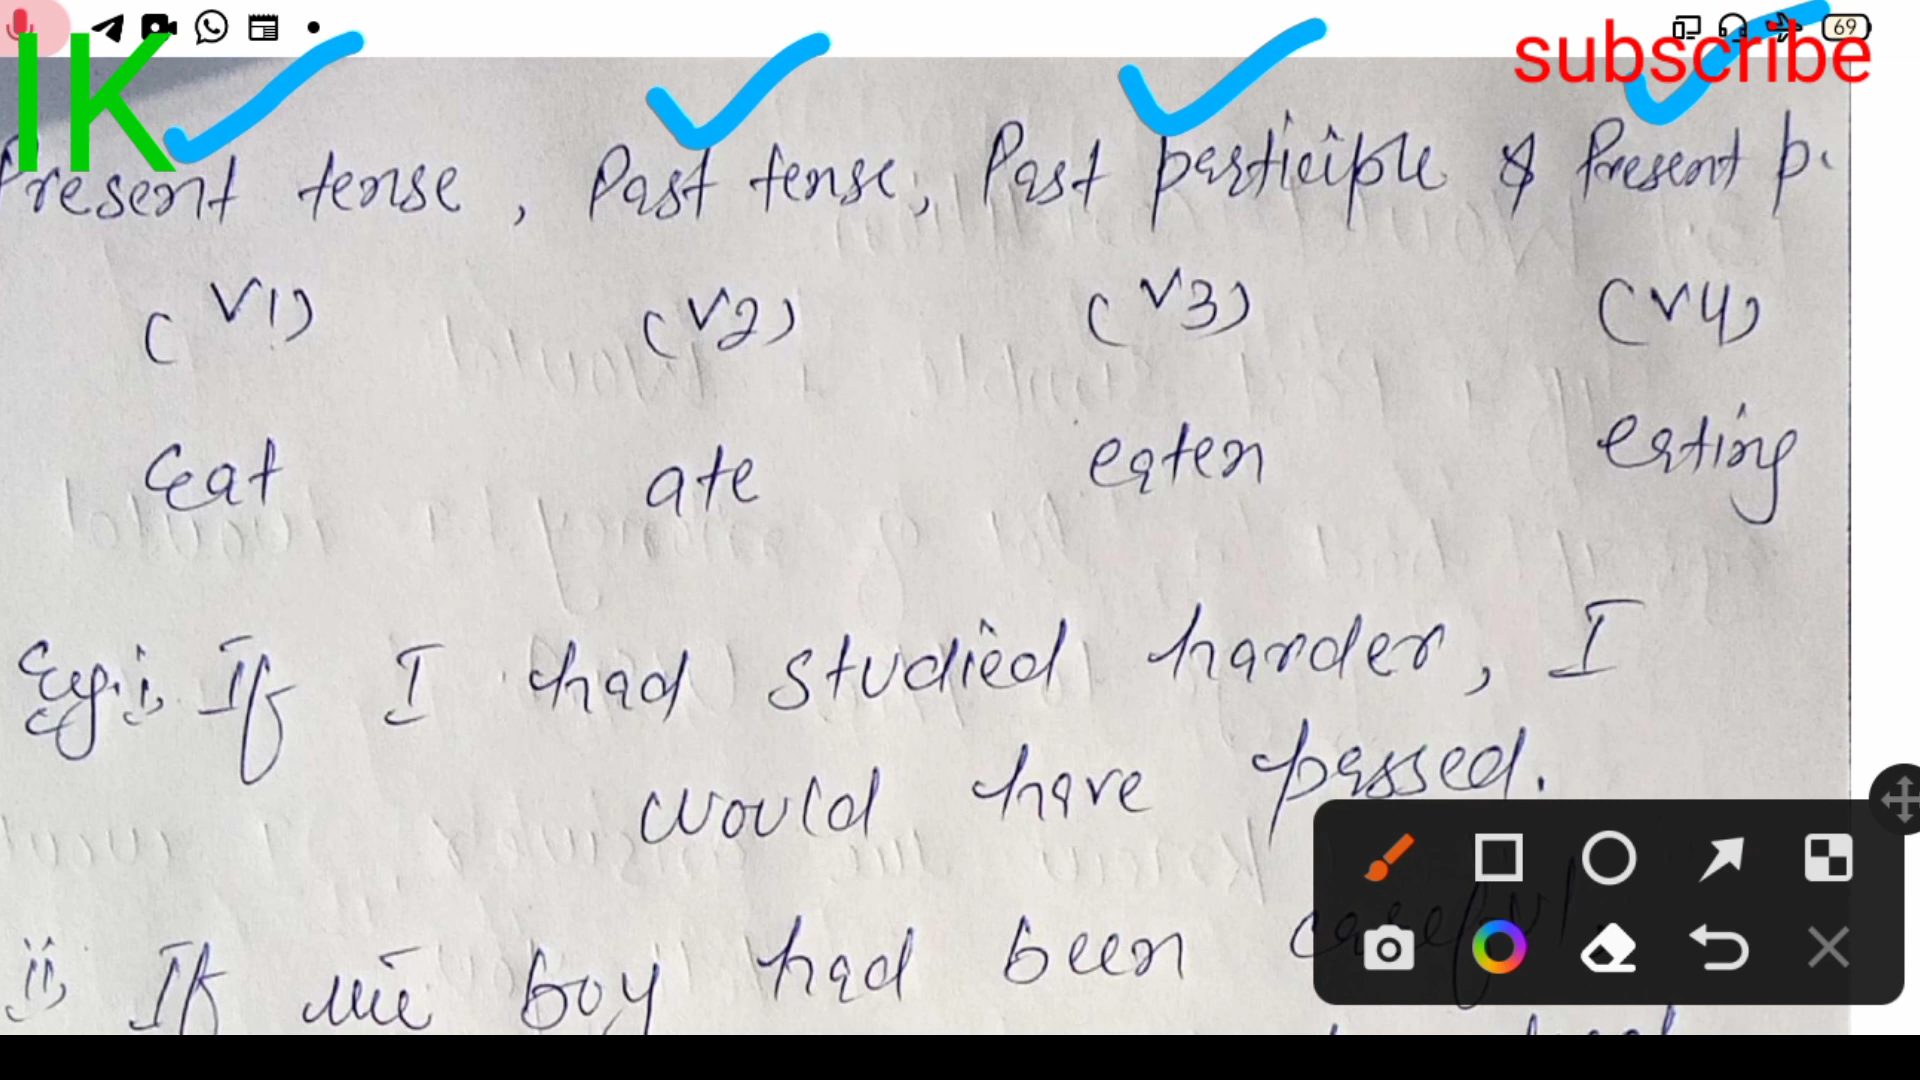 IK
subscribe
69
Present tense, Past tense, Past participle & Present p
(V1) (V2) (V3) (V4)
Eat ate eaten eating
Eg:i, If I had studied harder, I
would have passed.
ii, If the boy had been careful